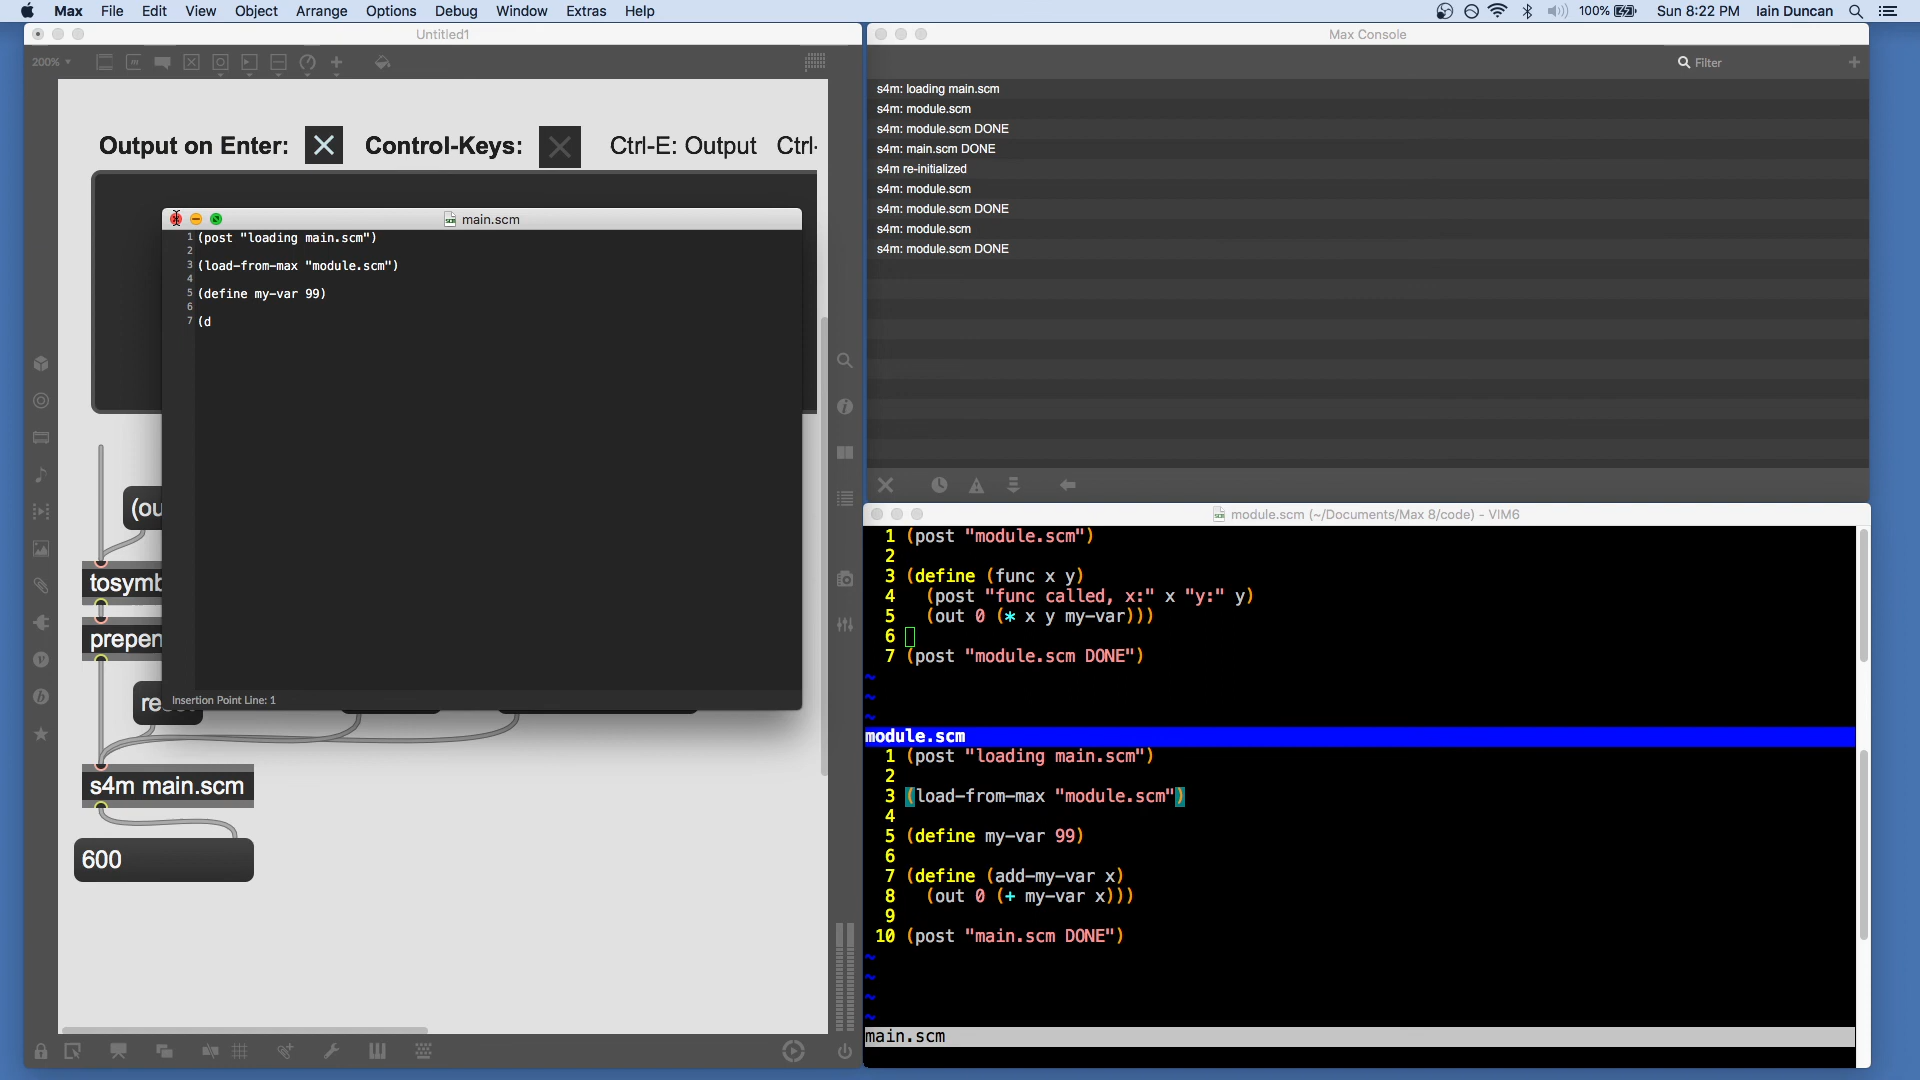 Max File Edit View Object Arrange Options Debug Window Extras Help
100% Sun 8:22 PM Iain Duncan
Untitled1
200%
Output on Enter: Control-Keys: Ctrl-E: Output Ctrl-
main.scm
1 (post "loading main.scm")
2
3 (load-from-max "module.scm")
4
5 (define my-var 99)
6
7 (d
Insertion Point Line: 1
(ou
tosymb
prepen
s4m main.scm
600
Max Console
Filter
s4m: loading main.scm
s4m: module.scm
s4m: module.scm DONE
s4m: main.scm DONE
s4m re-initialized
s4m: module.scm
s4m: module.scm DONE
s4m: module.scm
s4m: module.scm DONE
module.scm (~/Documents/Max 8/code) - VIM6
1 (post "module.scm")
2
3 (define (func x y)
4   (post "func called, x:" x "y:" y)
5   (out 0 (* x y my-var)))
6
7 (post "module.scm DONE")
~
~
~
module.scm
1 (post "loading main.scm")
2
3 (load-from-max "module.scm")
4
5 (define my-var 99)
6
7 (define (add-my-var x)
8   (out 0 (+ my-var x)))
9
10 (post "main.scm DONE")
~
~
~
~
main.scm